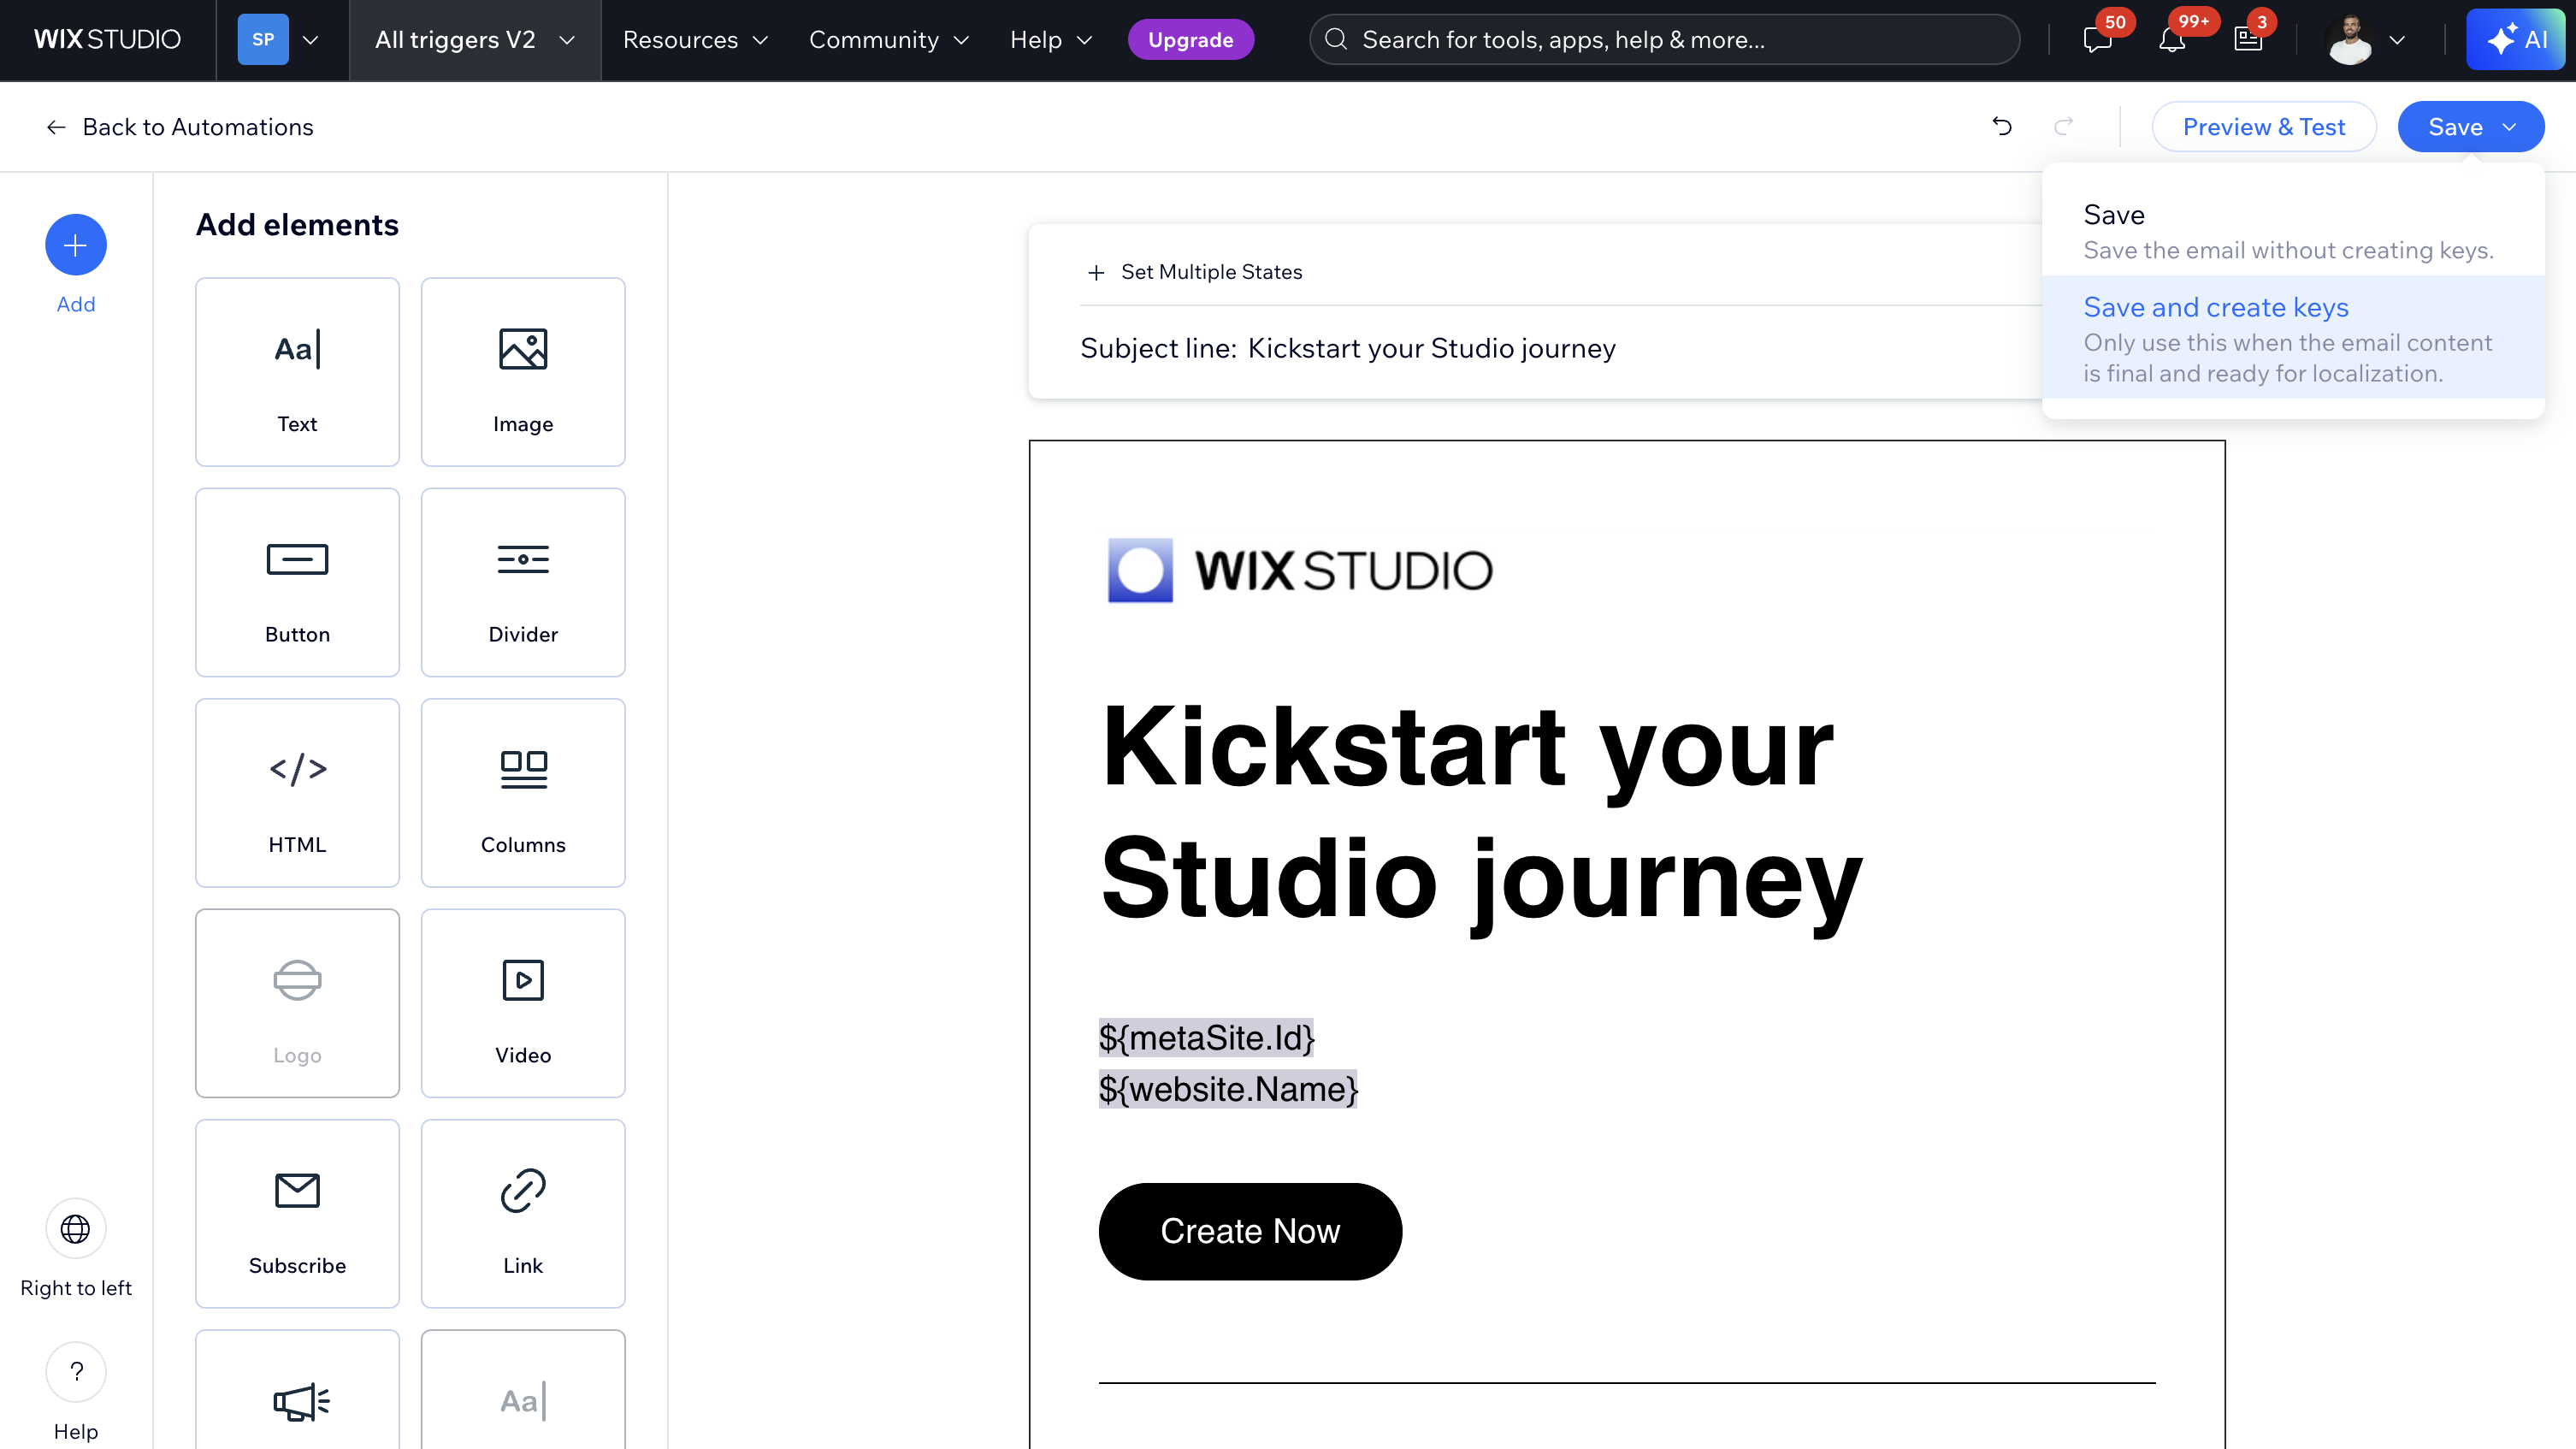 WIX STUDIO
SP
All triggers V2
Resources
Community
Help
Upgrade
Search for tools, apps, help & more...
50
99+
3
AI
Back to Automations
Preview & Test
Save
Save
Save the email without creating keys.
Save and create keys
Only use this when the email content
is final and ready for localization.
Add
Add elements
Aa
Text
Image
Button
Divider
</>
HTML
Columns
Logo
Video
Subscribe
Link
Aa
Right to left
?
Help
Set Multiple States
Subject line: Kickstart your Studio journey
WIX STUDIO
Kickstart your
Studio journey
${metaSite.Id}
${website.Name}
Create Now